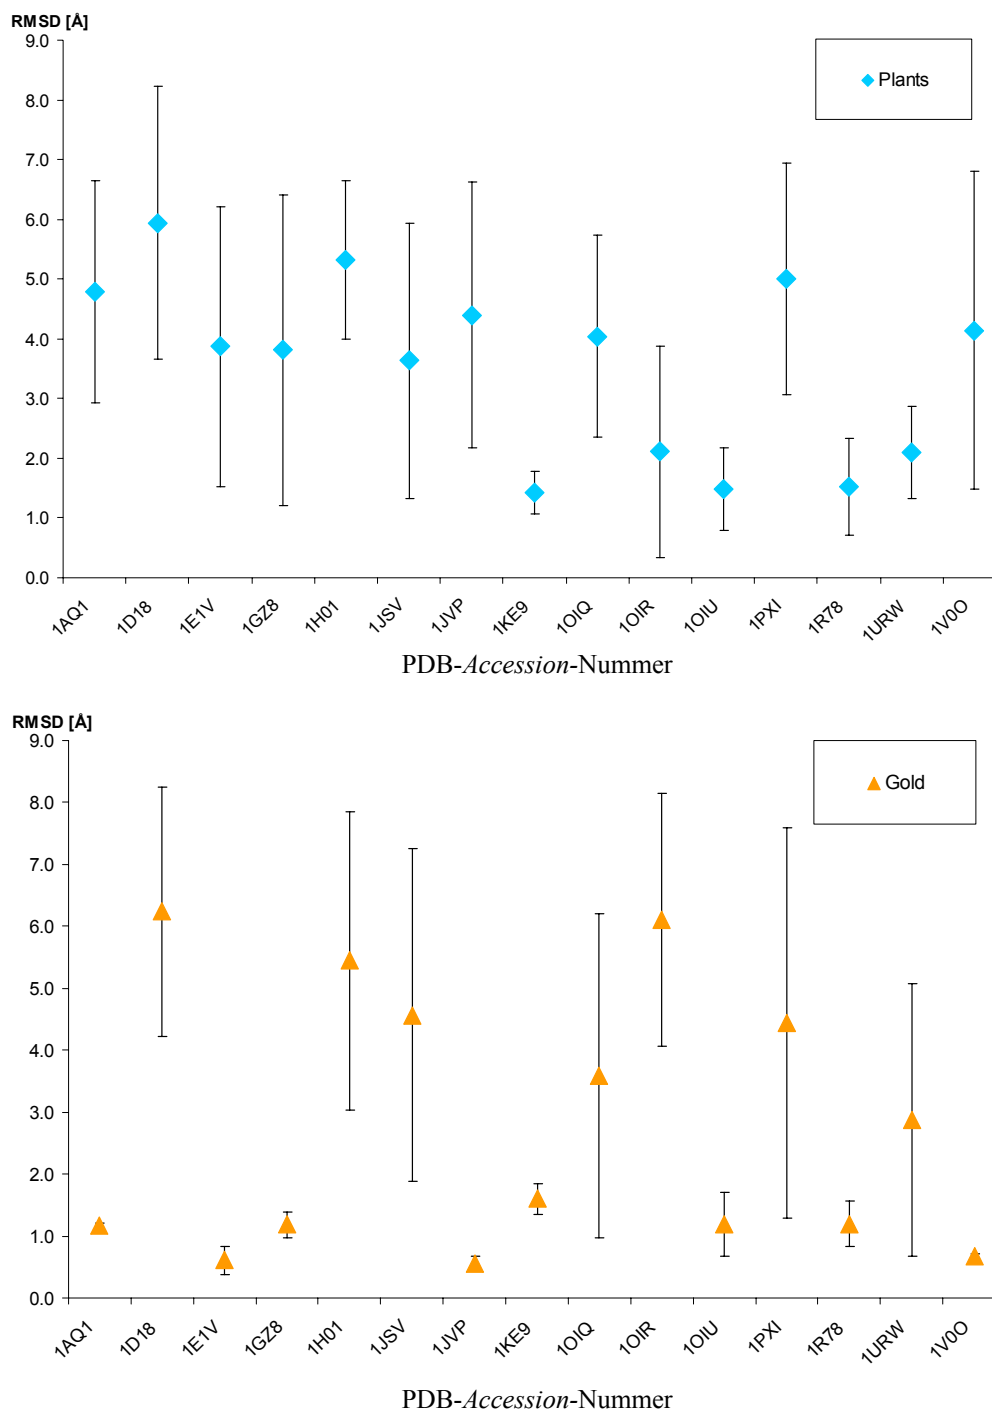 RMSD [Å]
9.0
8.0
7.0
6.0
5.0
4.0
3.0
2.0
1.0
0.0
Plants
1AQ1 1D18 1E1V 1GZ8 1H01 1JSV 1JVP 1KE9 1OIQ 1OIR 1OIU 1PXI 1R78 1URW 1V0O
PDB-Accession-Nummer
RMSD [Å]
9.0
8.0
7.0
6.0
5.0
4.0
3.0
2.0
1.0
0.0
Gold
1AQ1 1D18 1E1V 1GZ8 1H01 1JSV 1JVP 1KE9 1OIQ 1OIR 1OIU 1PXI 1R78 1URW 1V0O
PDB-Accession-Nummer